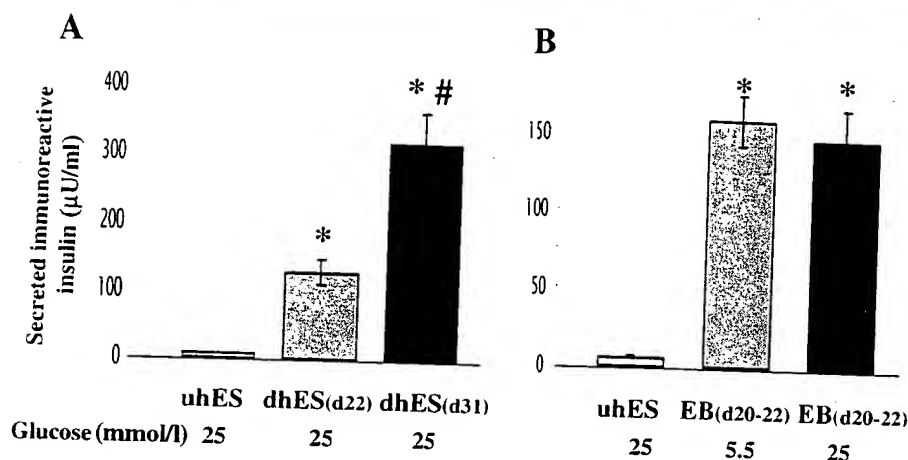 A
B
Secreted immunoreactive
insulin (µU/ml)
400
300
200
100
0
*
* #
uhES dhES(d22) dhES(d31)
Glucose (mmol/l) 25 25 25
150
100
50
0
*
*
uhES EB(d20-22) EB(d20-22)
25 5.5 25